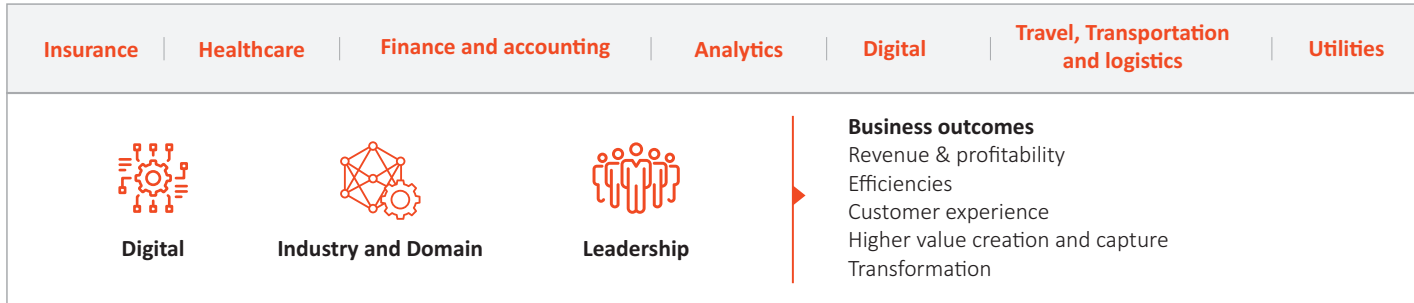 Insurance
Healthcare
Finance and accounting
Analytics
Digital
Travel, Transportation
and logistics
Utilities
Digital
Industry and Domain
Leadership
Business outcomes
Revenue & profitability
Efficiencies
Customer experience
Higher value creation and capture
Transformation